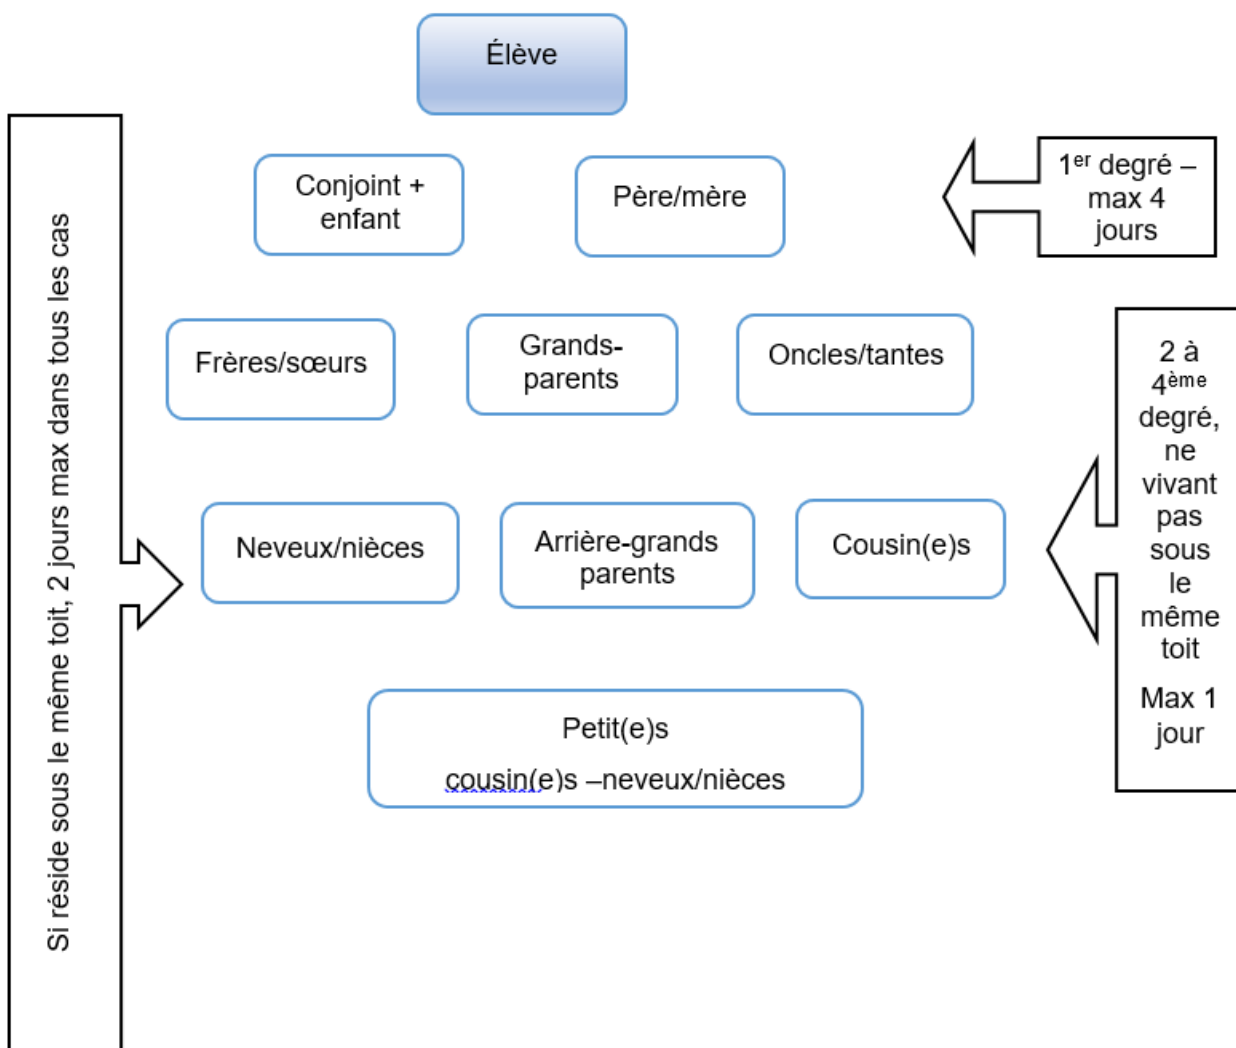 Élève
Conjoint +
enfant
Père/mère
1er degré –
max 4
jours
Si réside sous le même toit, 2 jours max dans tous les cas
Frères/sœurs
Grands-
parents
Oncles/tantes
2 à
4ème
degré,
ne
vivant
pas
sous
le
même
toit
Max 1
jour
Neveux/nièces
Arrière-grands
parents
Cousin(e)s
Petit(e)s
cousin(e)s –neveux/nièces